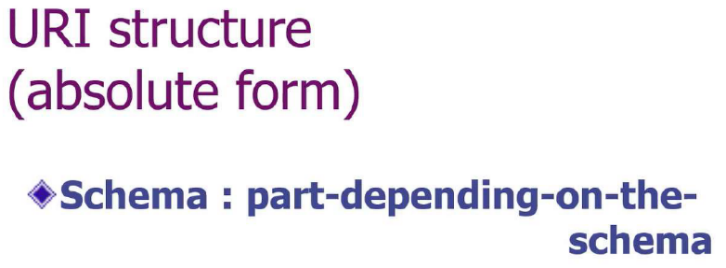 URI structure
(absolute form)
Schema : part-depending-on-the-
schema